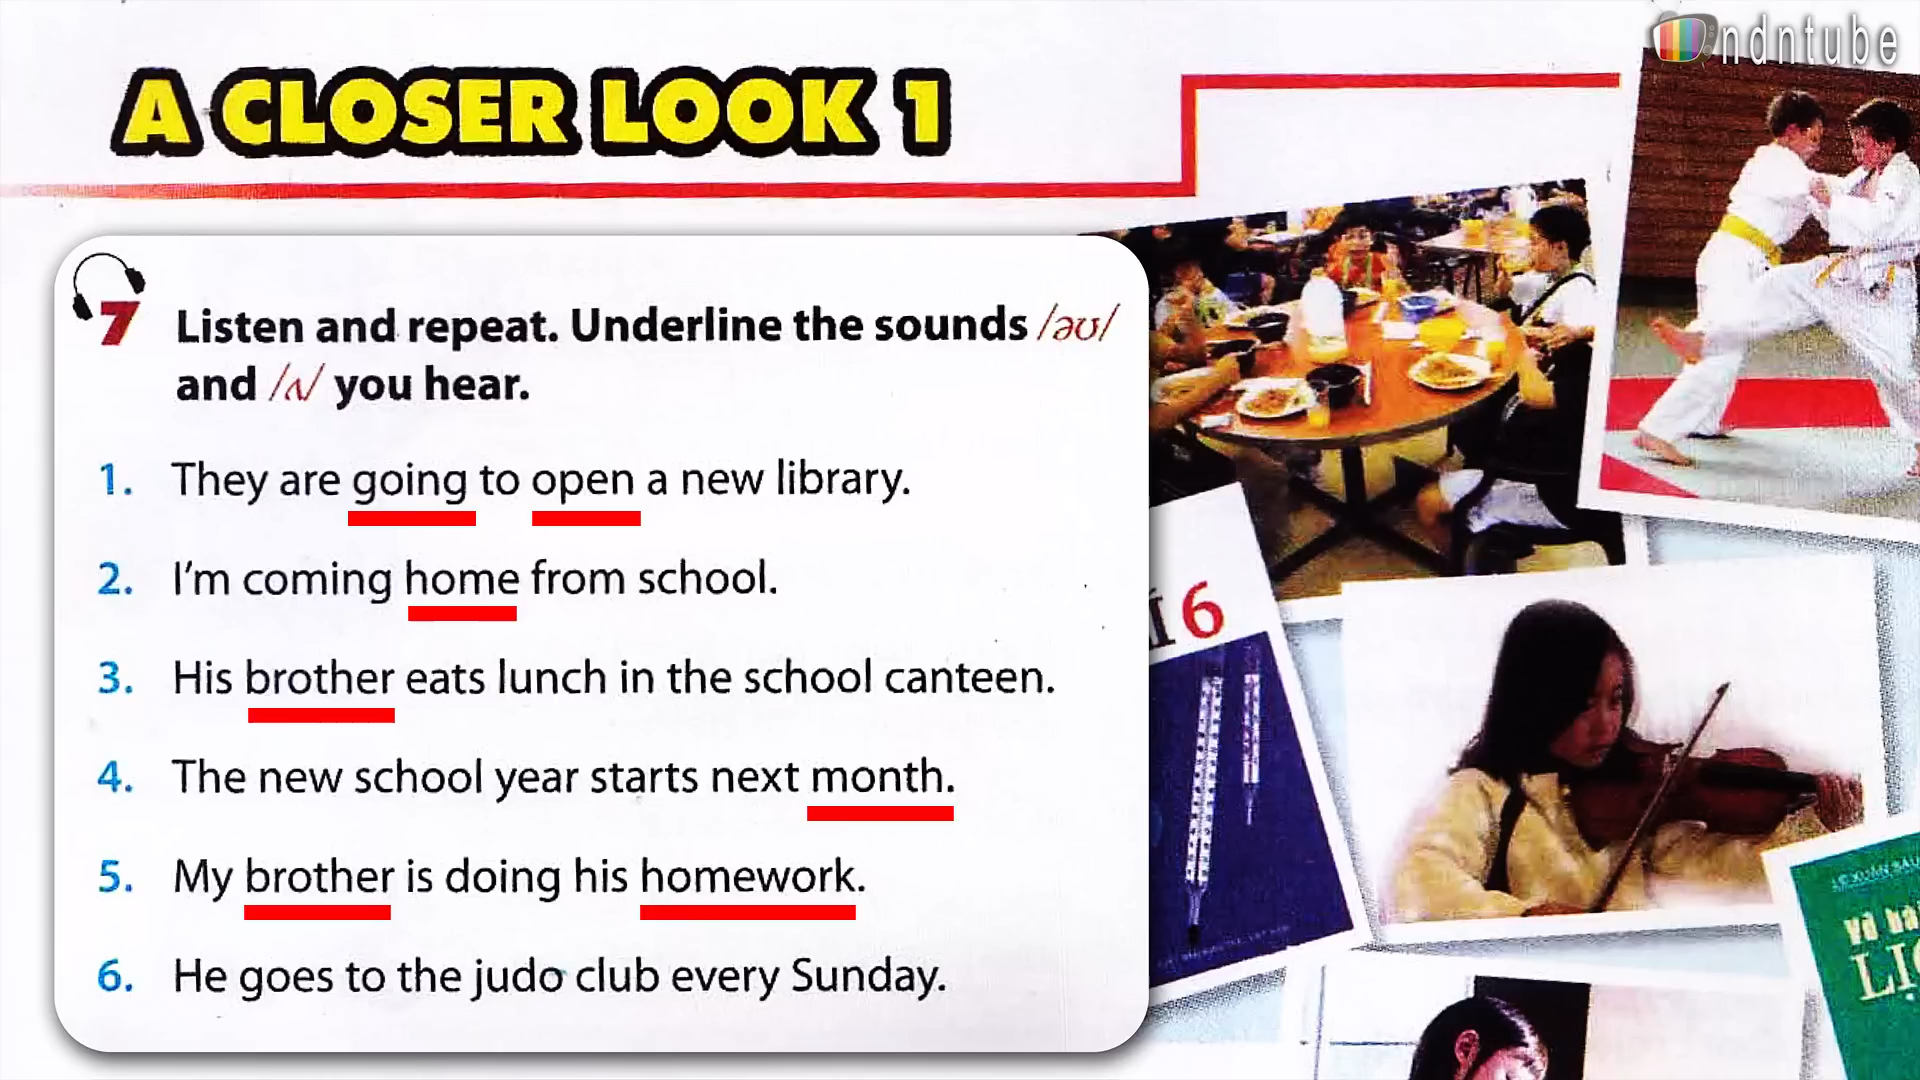 ndntube
A CLOSER LOOK 1
7 Listen and repeat. Underline the sounds /əʊ/
and /ʌ/ you hear.
1. They are going to open a new library.
2. I'm coming home from school.
3. His brother eats lunch in the school canteen.
4. The new school year starts next month.
5. My brother is doing his homework.
6. He goes to the judo club every Sunday.
Í 6